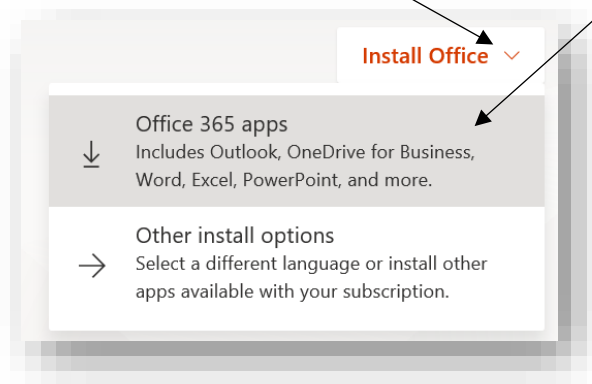 Install Office
Office 365 apps
Includes Outlook, OneDrive for Business,
Word, Excel, PowerPoint, and more.
Other install options
Select a different language or install other
apps available with your subscription.